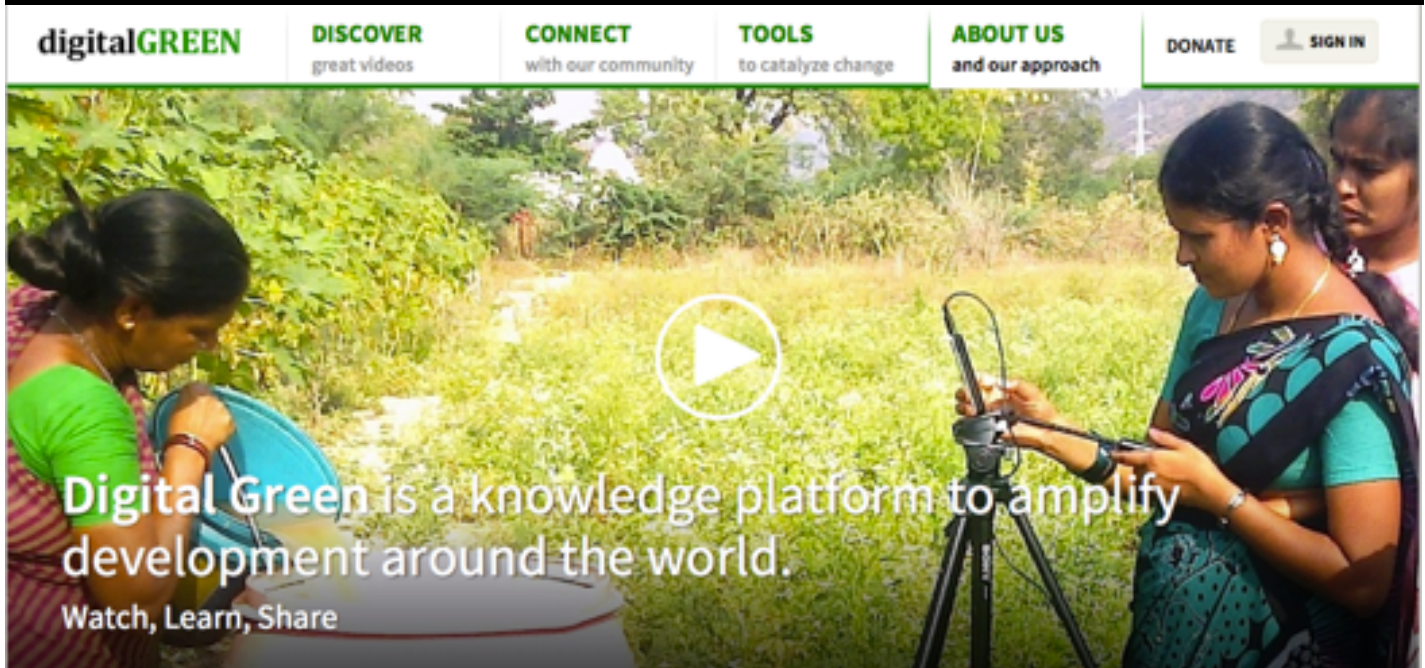 digitalGREEN
DISCOVER
great videos
CONNECT
with our community
TOOLS
to catalyze change
ABOUT US
and our approach
DONATE
SIGN IN
Digital Green is a knowledge platform to amplify
development around the world.
Watch, Learn, Share